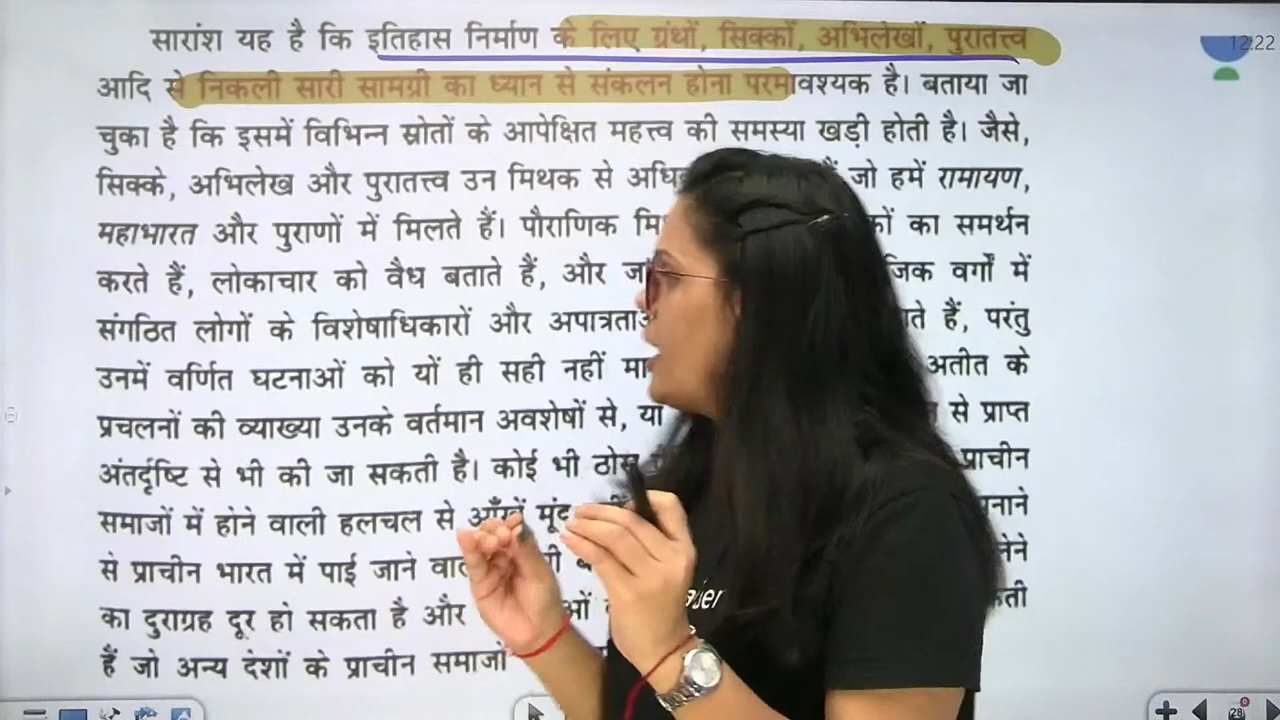 सारांश यह है कि इतिहास निर्माण के लिए ग्रंथों, सिक्कों, अभिलेखों, पुरातत्त्व
आदि से निकली सारी सामग्री का ध्यान से संकलन होना परमावश्यक है। बताया जा
चुका है कि इसमें विभिन्न स्रोतों के आपेक्षित महत्त्व की समस्या खड़ी होती है। जैसे,
सिक्के, अभिलेख और पुरातत्त्व उन मिथक से जो हमें रामायण,
महाभारत और पुराणों में मिलते हैं। पौराणिक का समर्थन
करते हैं, लोकाचार को वैध बताते हैं, और वर्गों में
संगठित लोगों के विशेषाधिकारों और हैं, परंतु
उनमें वर्णित घटनाओं को यों ही सही नहीं अतीत के
प्रचलनों की व्याख्या उनके वर्तमान अवशेषों से, या से प्राप्त
अंतर्दृष्टि से भी की जा सकती है। कोई भी ठोस प्राचीन
समाजों में होने वाली हलचल से आँखें मूंद
से प्राचीन भारत में पाई जाने
का दुराग्रह दूर हो सकता है और
हैं जो अन्य देशों के प्राचीन समाजों
12:22
28